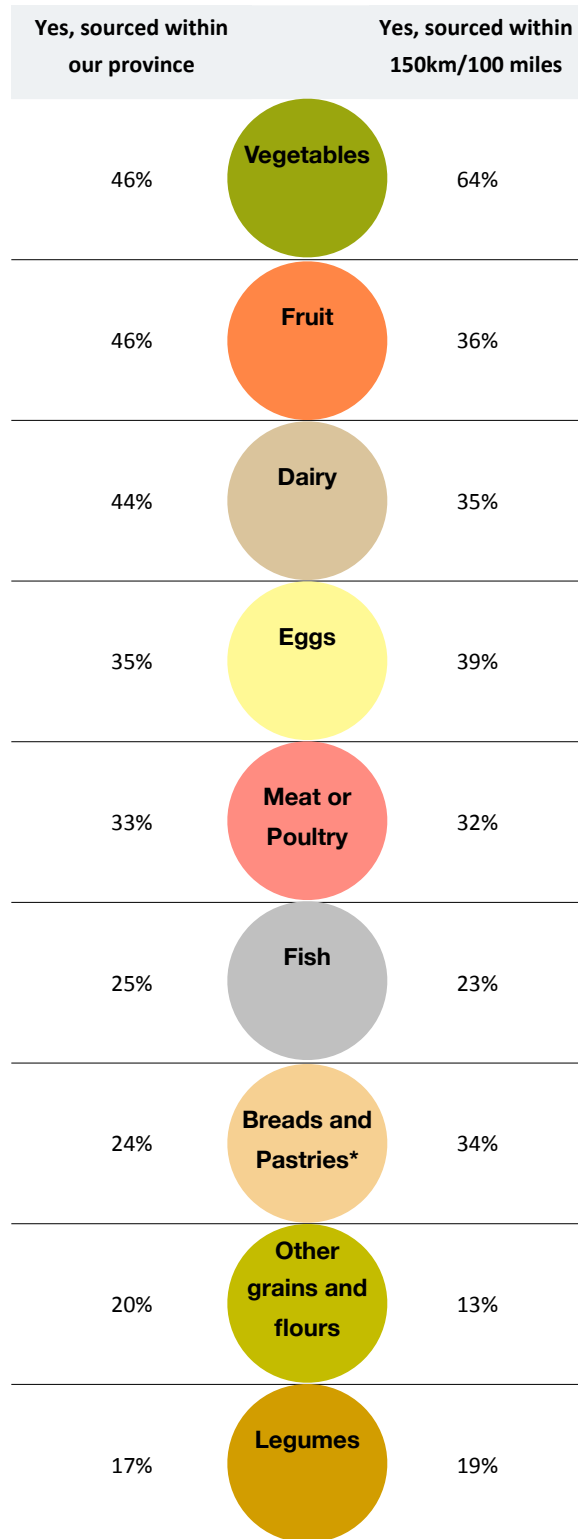 Yes, sourced within our province
Yes, sourced within 150km/100 miles
46%
Vegetables
64%
46%
Fruit
36%
44%
Dairy
35%
35%
Eggs
39%
33%
Meat or
Poultry
32%
25%
Fish
23%
24%
Breads and
Pastries*
34%
20%
Other
grains and
flours
13%
17%
Legumes
19%